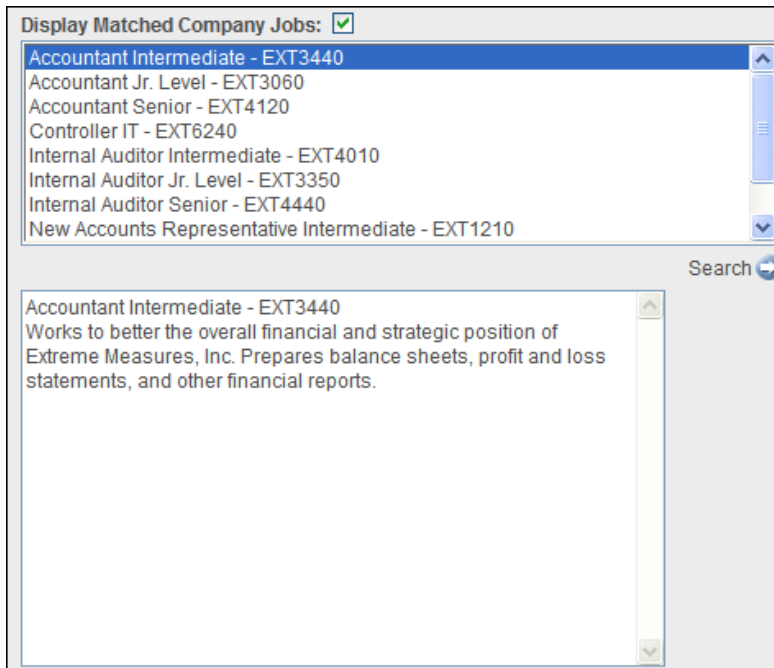 Display Matched Company Jobs:
Accountant Intermediate - EXT3440
Accountant Jr. Level - EXT3060
Accountant Senior - EXT4120
Controller IT - EXT6240
Internal Auditor Intermediate - EXT4010
Internal Auditor Jr. Level - EXT3350
Internal Auditor Senior - EXT4440
New Accounts Representative Intermediate - EXT1210
Search
Accountant Intermediate - EXT3440
Works to better the overall financial and strategic position of
Extreme Measures, Inc. Prepares balance sheets, profit and loss
statements, and other financial reports.